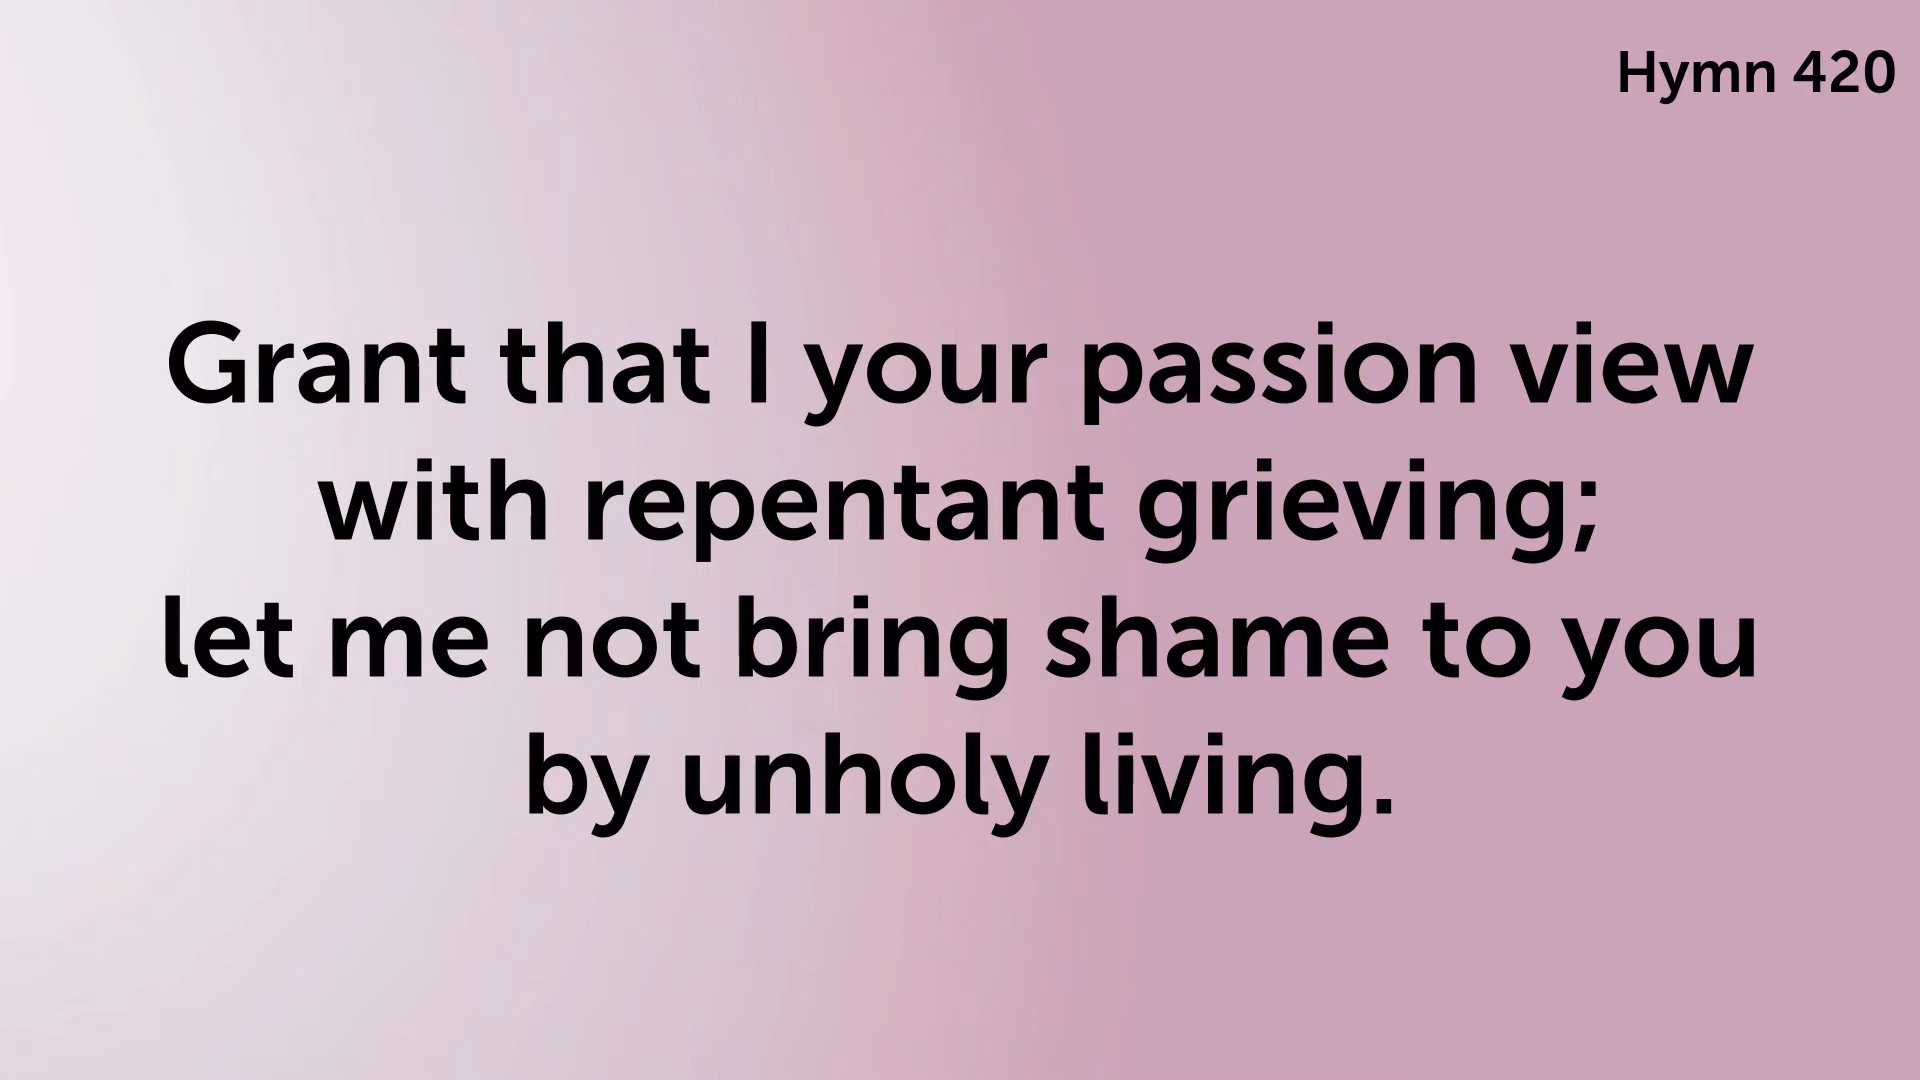 Hymn 420
Grant that I your passion view
with repentant grieving;
let me not bring shame to you
by unholy living.